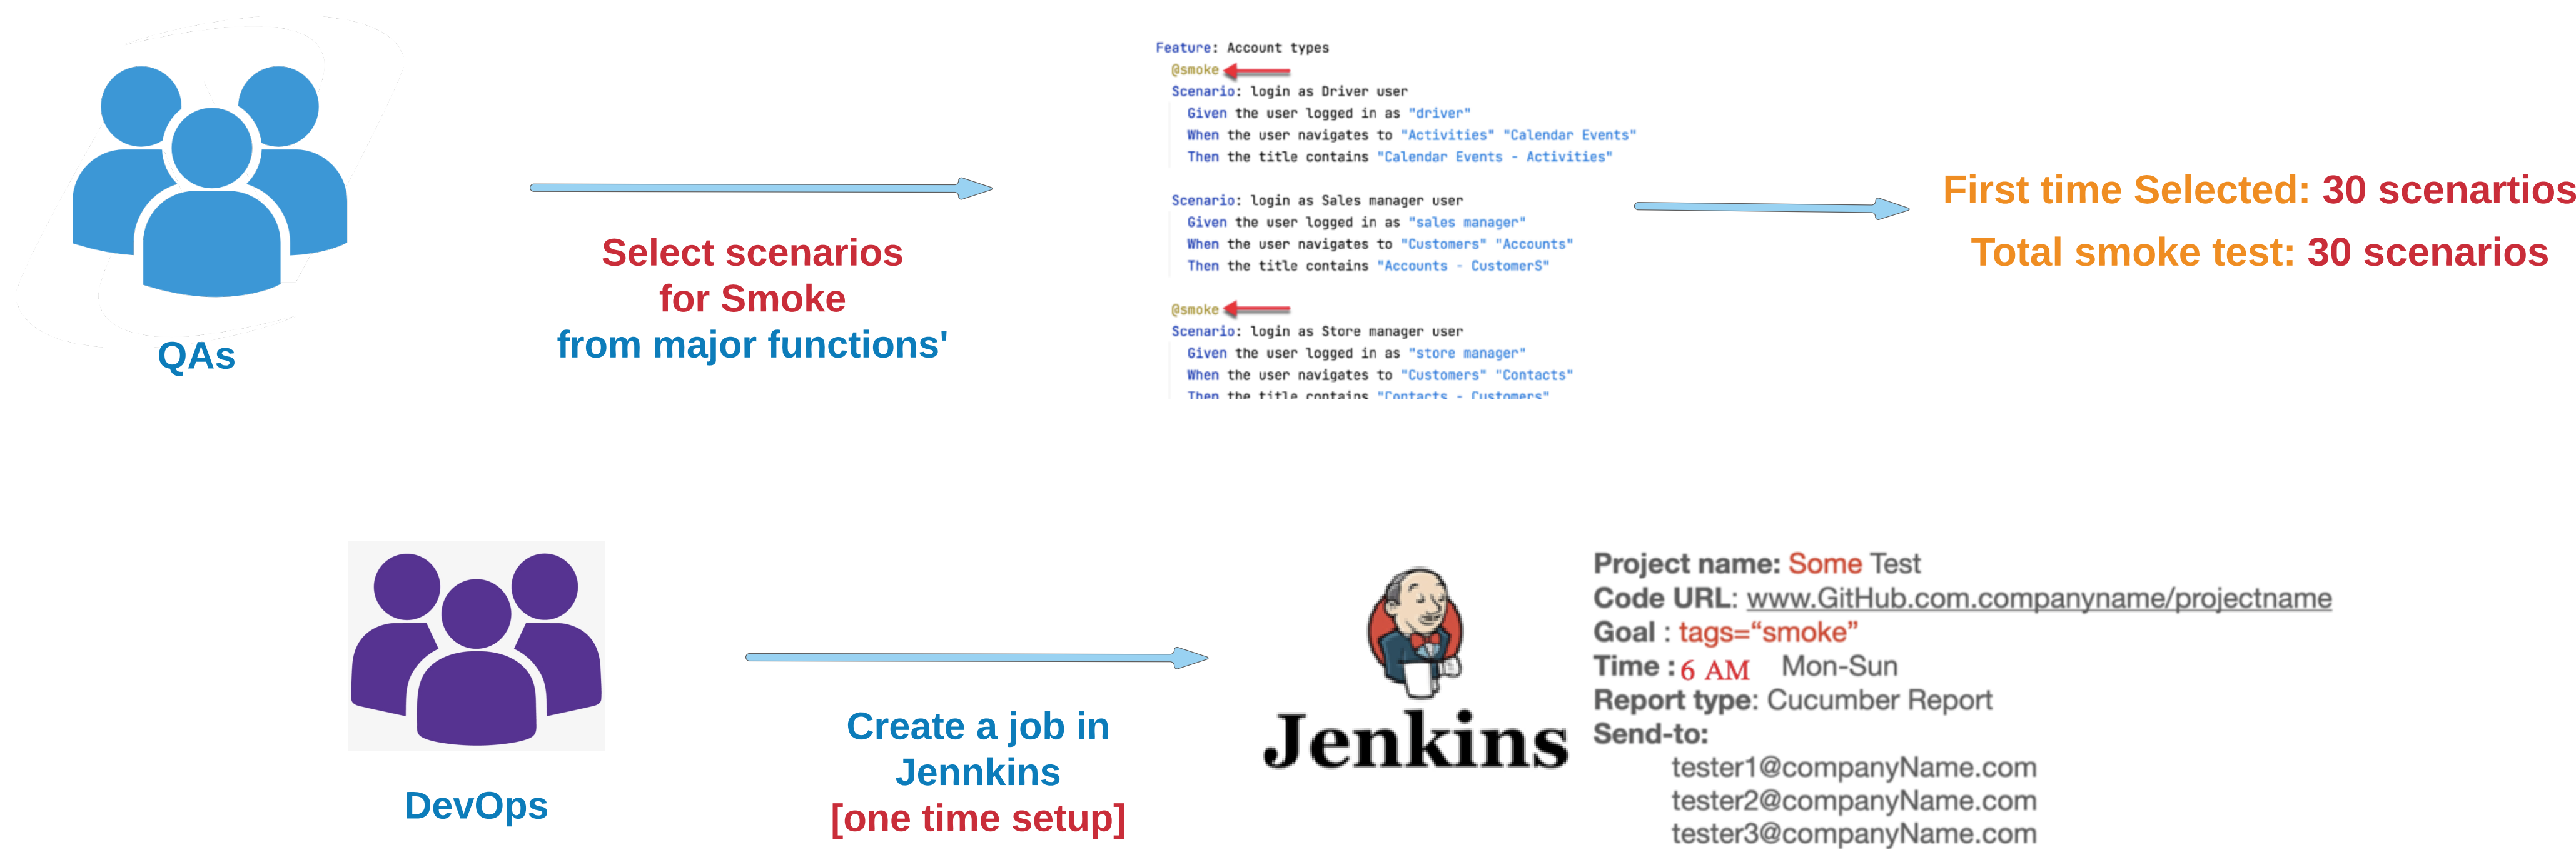 QAs
Select scenarios
for Smoke
from major functions'
Feature: Account types
@smoke
Scenario: login as Driver user
Given the user logged in as "driver"
When the user navigates to "Activities" "Calendar Events"
Then the title contains "Calendar Events - Activities"
Scenario: login as Sales manager user
Given the user logged in as "sales manager"
When the user navigates to "Customers" "Accounts"
Then the title contains "Accounts - CustomerS"
@smoke
Scenario: login as Store manager user
Given the user logged in as "store manager"
When the user navigates to "Customers" "Contacts"
Then the title contains "Contacts - Customers"
First time Selected: 30 scenartios
Total smoke test: 30 scenarios
DevOps
Create a job in
Jennkins
[one time setup]
Jenkins
Project name: Some Test
Code URL: www.GitHub.com.companyname/projectname
Goal : tags=“smoke”
Time : 6 AM Mon-Sun
Report type: Cucumber Report
Send-to:
tester1@companyName.com
tester2@companyName.com
tester3@companyName.com